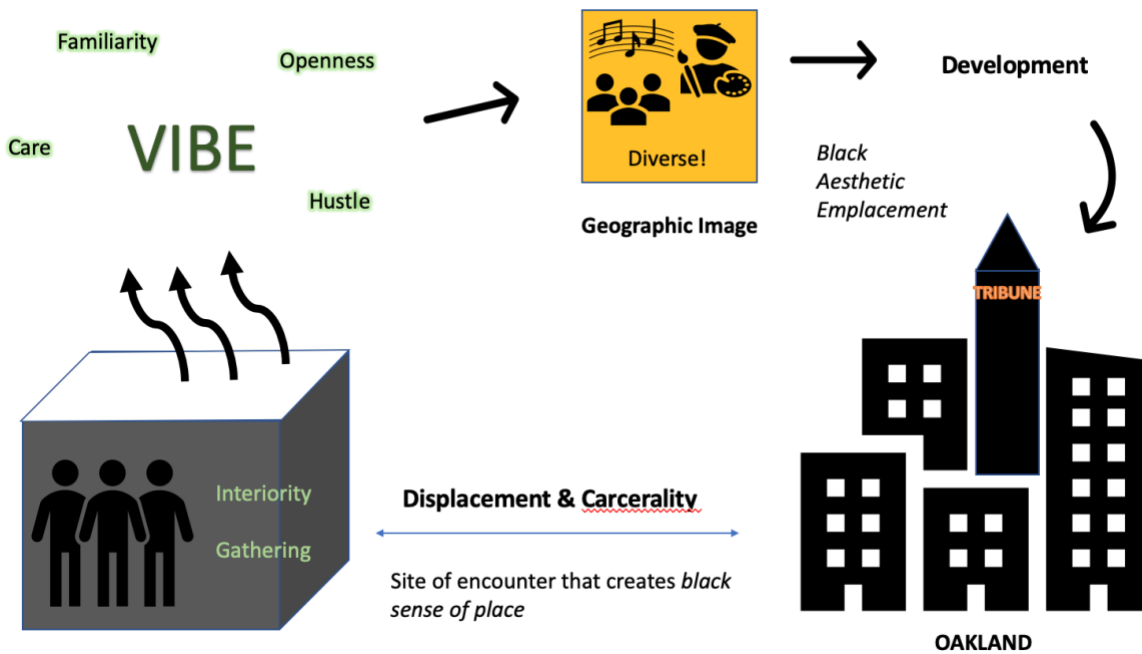 Familiarity
Openness
Care
VIBE
Hustle
Diverse!
Geographic Image
Development
Black
Aesthetic
Emplacement
TRIBUNE
Interiority
Gathering
Displacement & Carcerality
Site of encounter that creates black
sense of place
OAKLAND